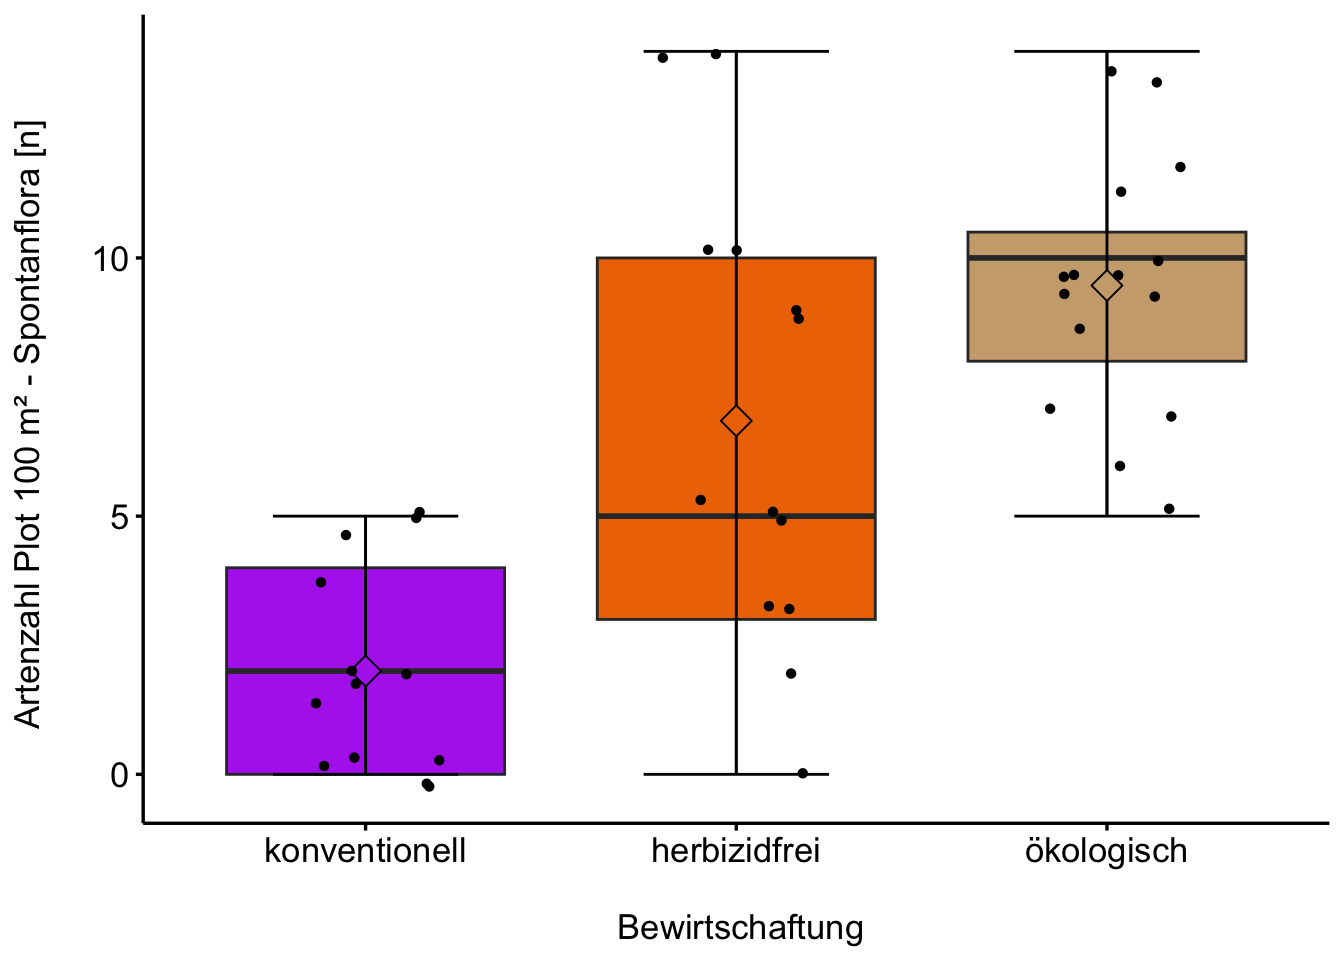 Artenzahl Plot 100 m² - Spontanflora [n]
10
5
0
konventionell herbizidfrei ökologisch
Bewirtschaftung